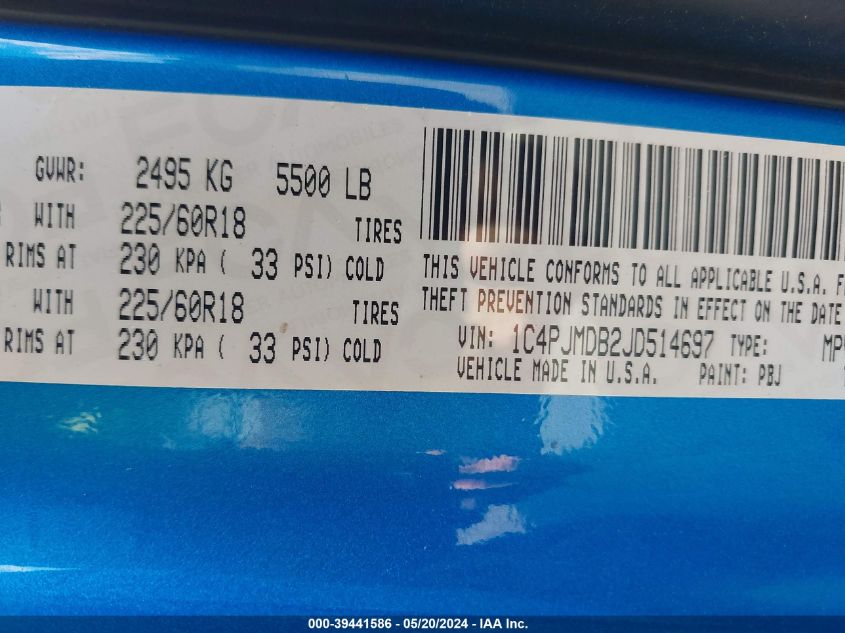 GVWR: 2495 KG 5500 LB
WITH 225/60R18 TIRES
RIMS AT 230 KPA ( 33 PSI) COLD
WITH 225/60R18 TIRES
RIMS AT 230 KPA ( 33 PSI) COLD
THIS VEHICLE CONFORMS TO ALL APPLICABLE U.S.A.
THEFT PREVENTION STANDARDS IN EFFECT ON THE DATE
VIN: 1C4PJMDB2JD514697 TYPE: MP
VEHICLE MADE IN U.S.A. PAINT: PBJ
000-39441586 - 05/20/2024 - IAA Inc.